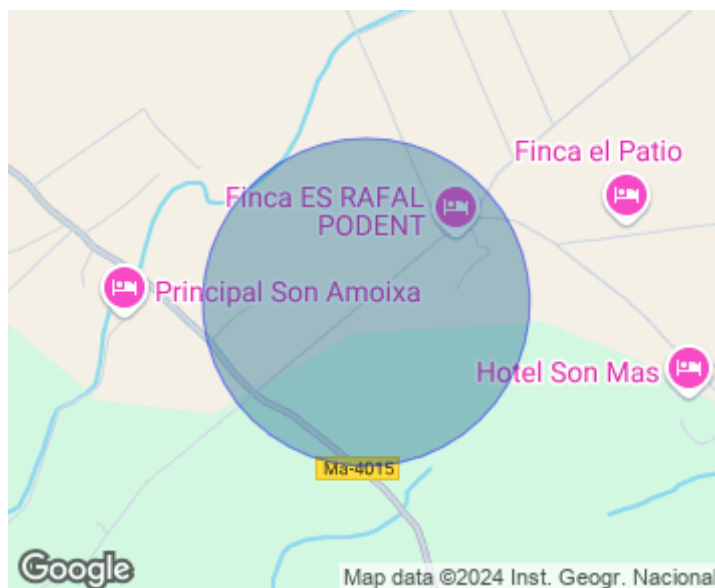 Finca el Patio
Finca ES RAFAL
PODENT
Principal Son Amoixa
Hotel Son Mas
Ma-4015
Google
Map data ©2024 Inst. Geogr. Nacional